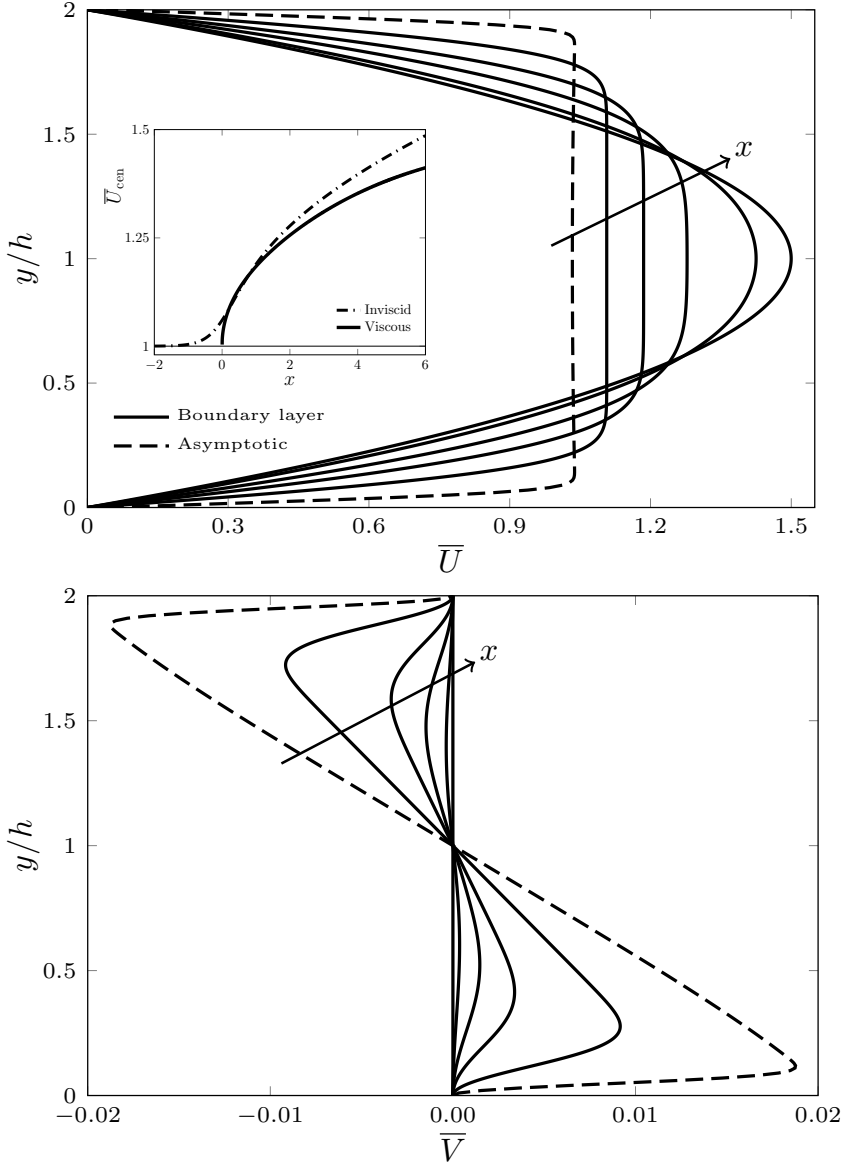 2
1.5
1
0.5
0
y/h
0
0.3
0.6
0.9
1.2
1.5
U
x
1.5
1.25
1
U cen
−2
0
2
4
6
x
Inviscid
Viscous
Boundary layer
Asymptotic
2
1.5
1
0.5
0
y/h
x
−0.02
−0.01
0.00
0.01
0.02
V